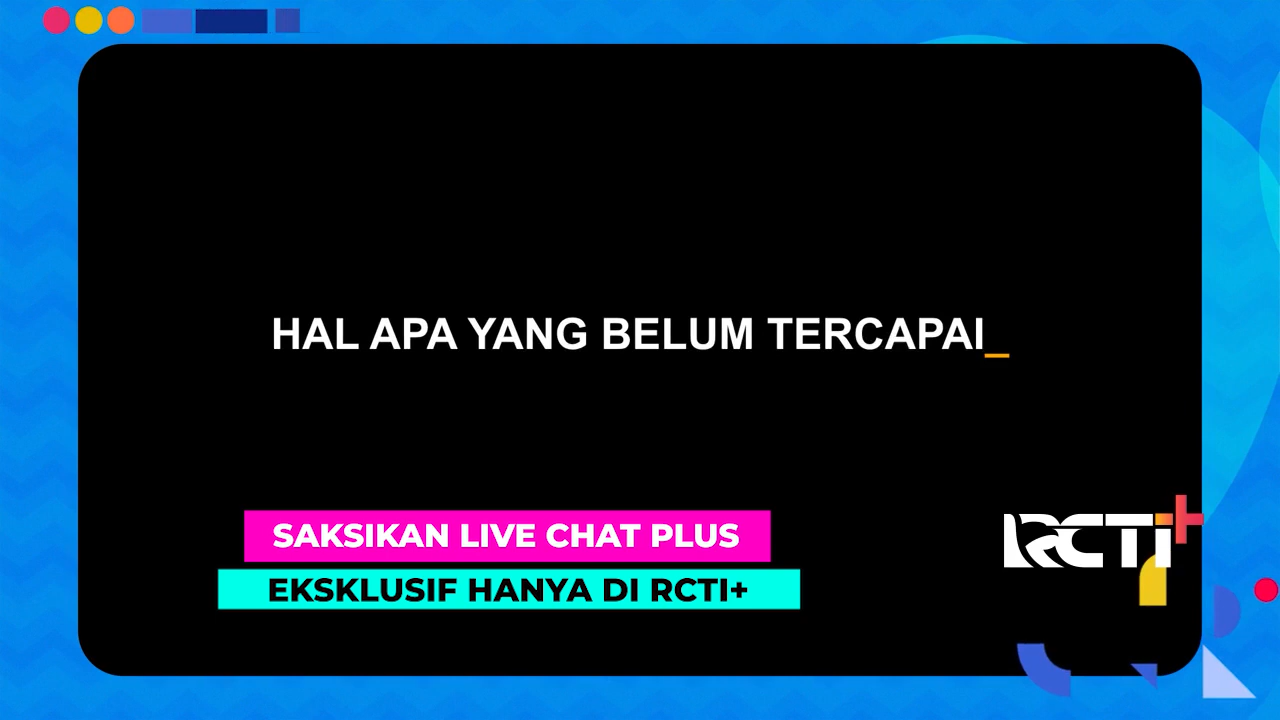 HAL APA YANG BELUM TERCAPAI_
SAKSIKAN LIVE CHAT PLUS
EKSKLUSIF HANYA DI RCTI+
RCTI+